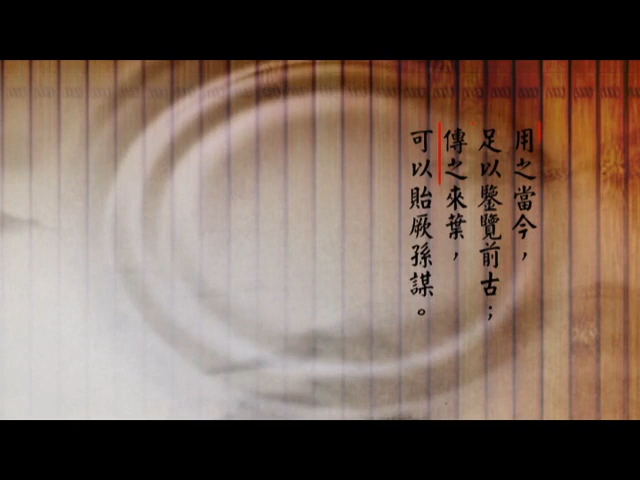 用之當今，
足以鑒覽前古；
傳之來葉，
可以貽厥孫謀。